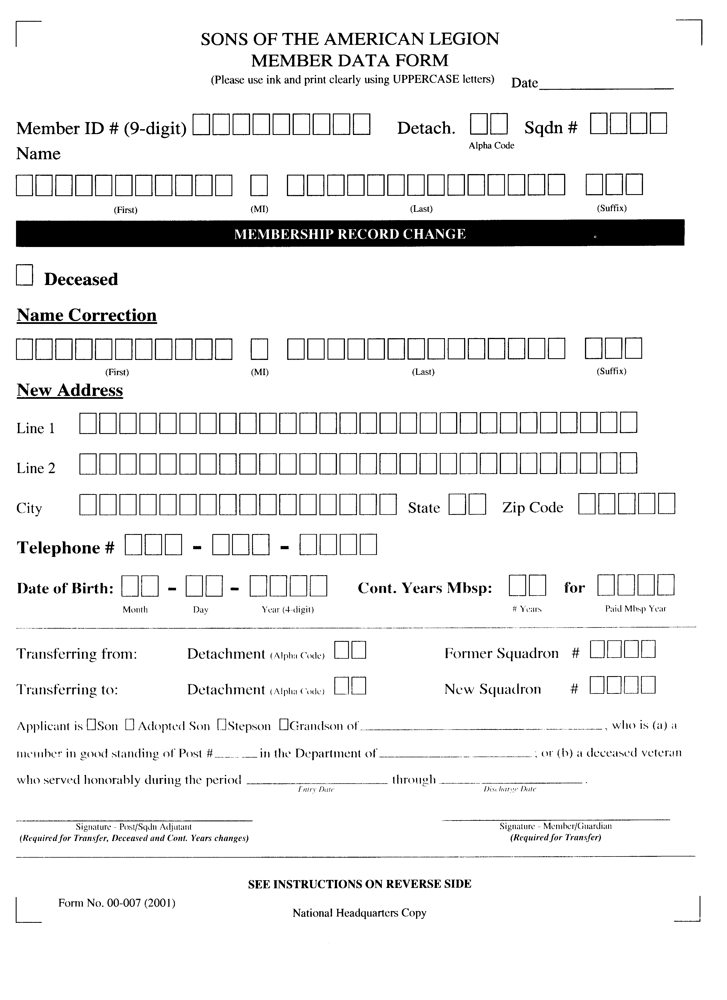 SONS OF THE AMERICAN LEGION
MEMBER DATA FORM
(Please use ink and print clearly using UPPERCASE letters) Date
Member ID # (9-digit) Detach. Sqdn #
Alpha Code
Name
(First) (MI) (Last) (Suffix)
MEMBERSHIP RECORD CHANGE
Deceased
Name Correction
(First) (MI) (Last) (Suffix)
New Address
Line 1
Line 2
City State Zip Code
Telephone # - -
Date of Birth: - - Cont. Years Mbsp: for
Month Day Year (4-digit) # Years Paid Mbsp Year
Transferring from: Detachment (Alpha Code) Former Squadron #
Transferring to: Detachment (Alpha Code) New Squadron #
Applicant is Son Adopted Son Stepson Grandson of , who is (a) a
member in good standing of Post # in the Department of ; or (b) a deceased veteran
who served honorably during the period through .
Entry Date Discharge Date
Signature - Post/Sqdn Adjutant Signature - Member/Guardian
(Required for Transfer, Deceased and Cont. Years changes) (Required for Transfer)
SEE INSTRUCTIONS ON REVERSE SIDE
Form No. 00-007 (2001)
National Headquarters Copy